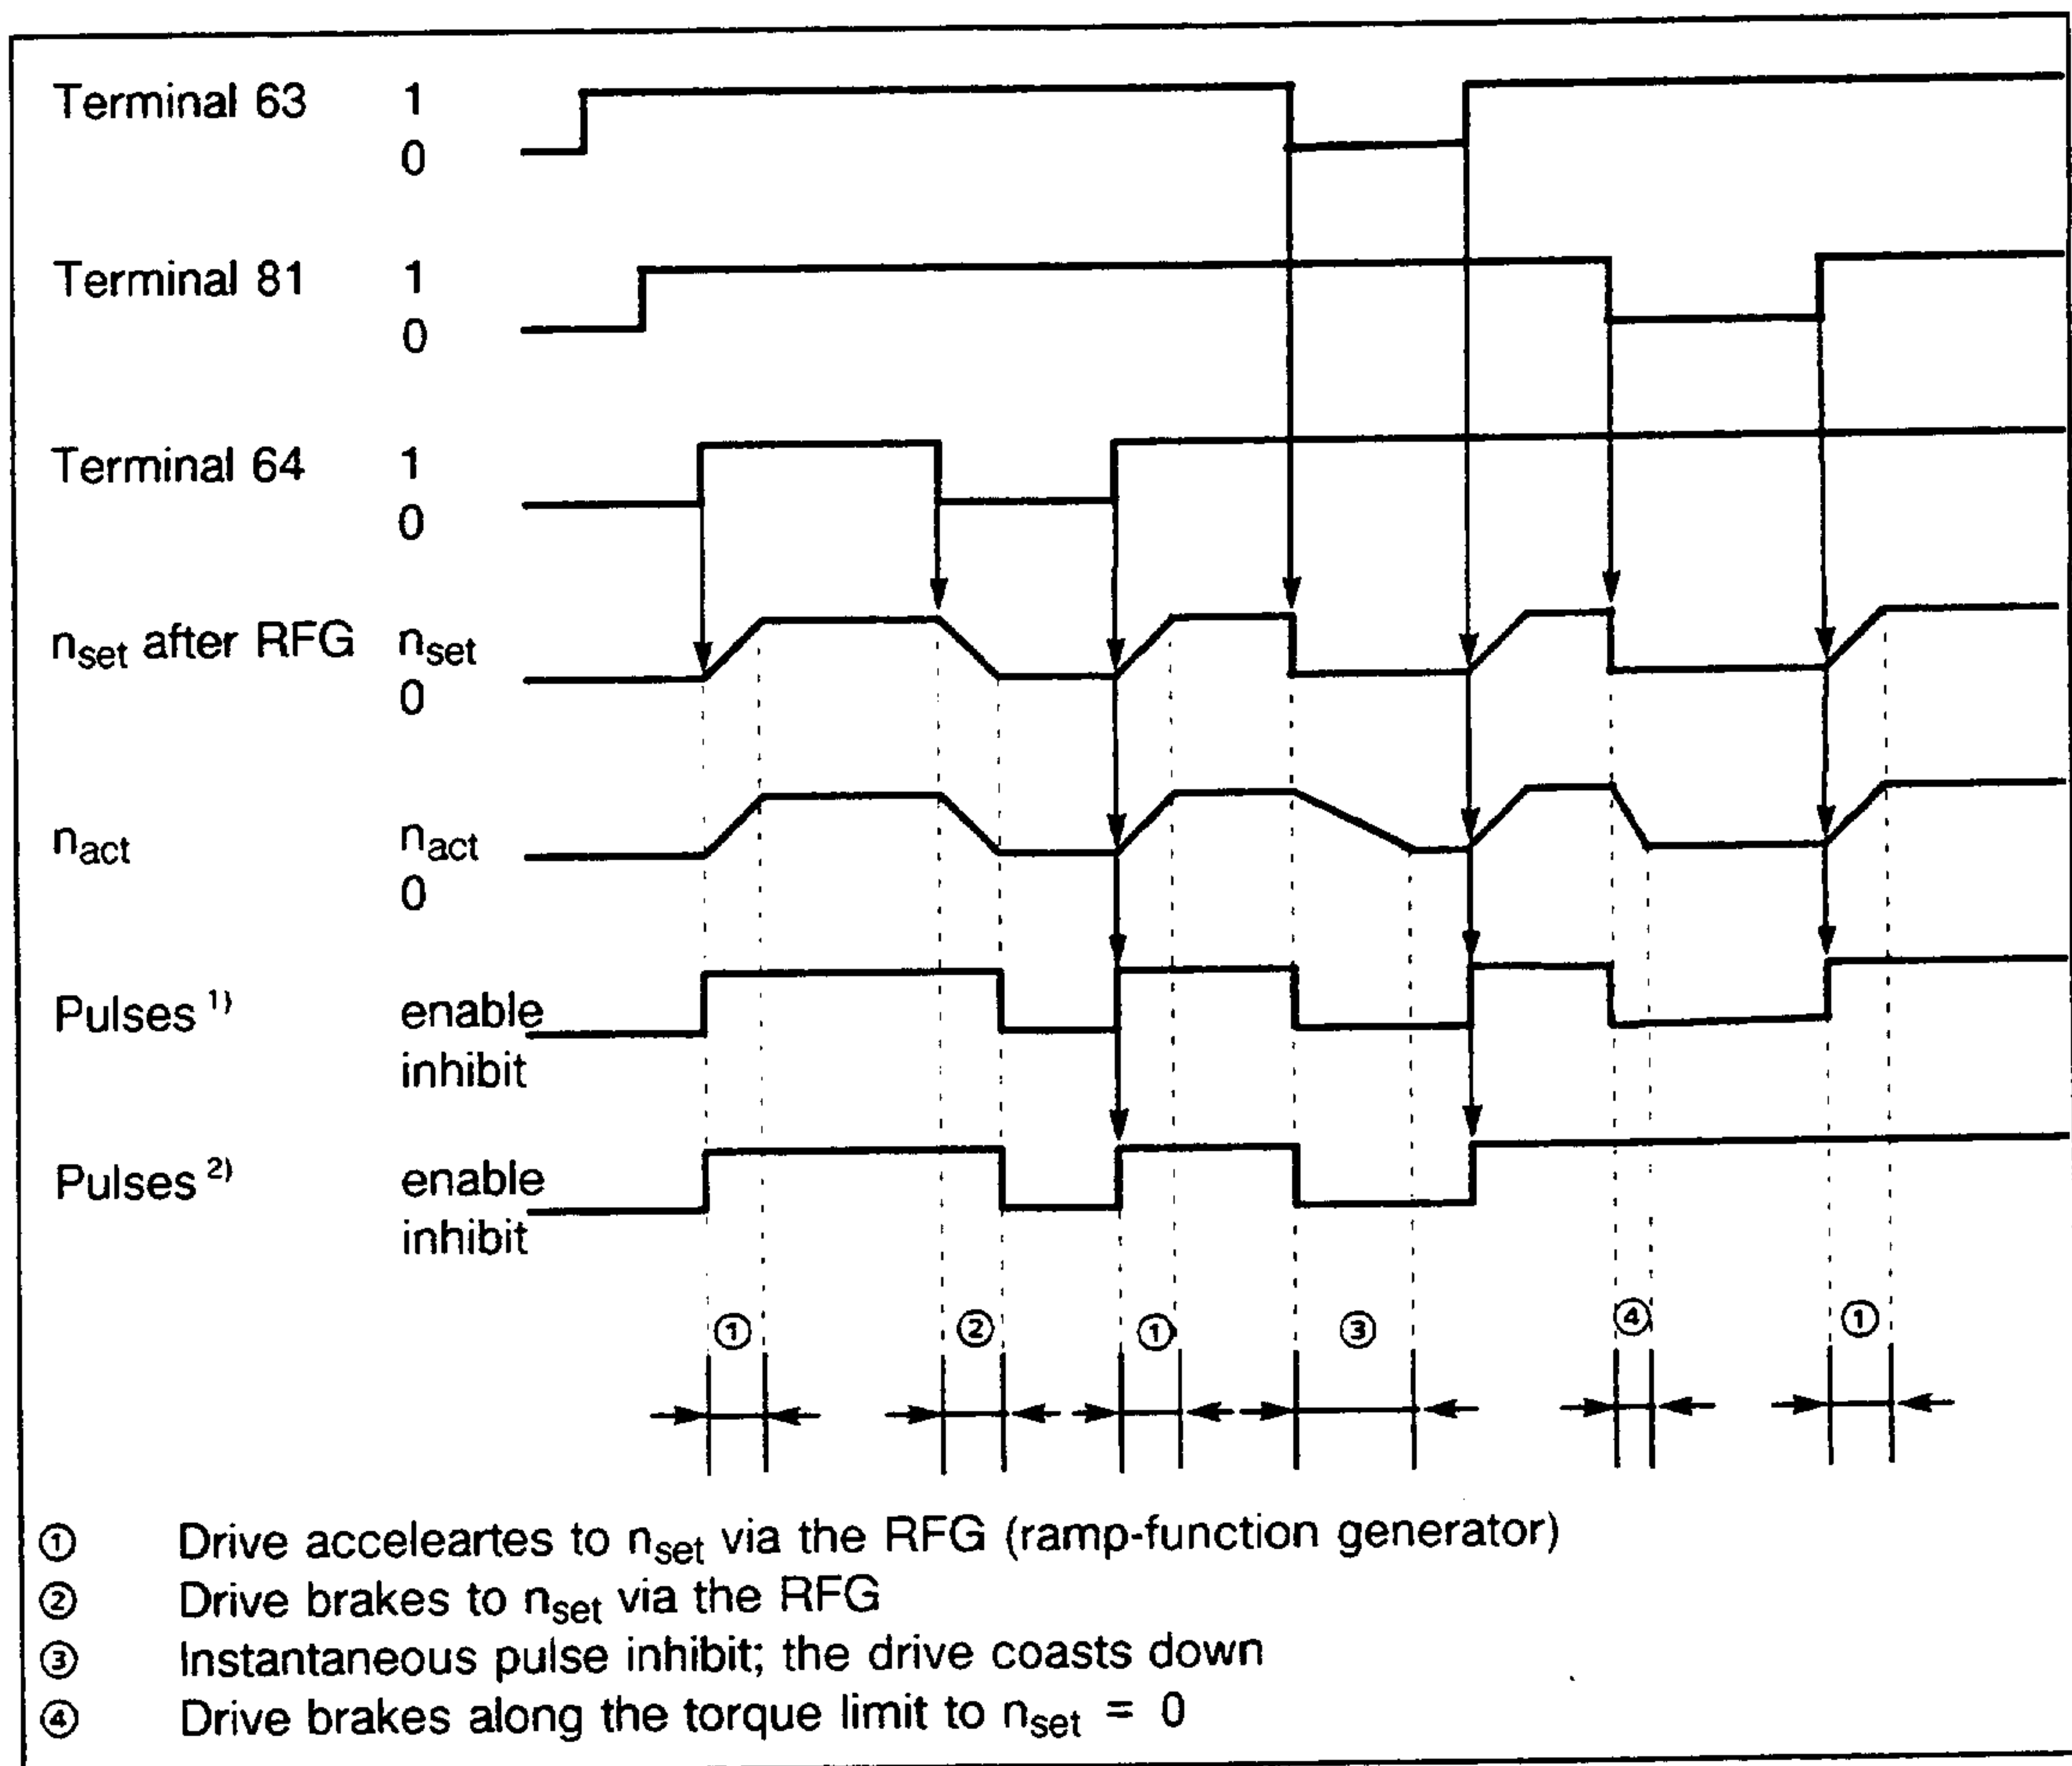 Terminal 63 1
0
Terminal 81 1
0
Terminal 64 1
0
nset after RFG nset
0
nact nact
0
Pulses 1) enable
inhibit
Pulses 2) enable
inhibit
① ② ① ③ ④ ①
① Drive acceleartes to nset via the RFG (ramp-function generator)
② Drive brakes to nset via the RFG
③ Instantaneous pulse inhibit; the drive coasts down
④ Drive brakes along the torque limit to nset = 0